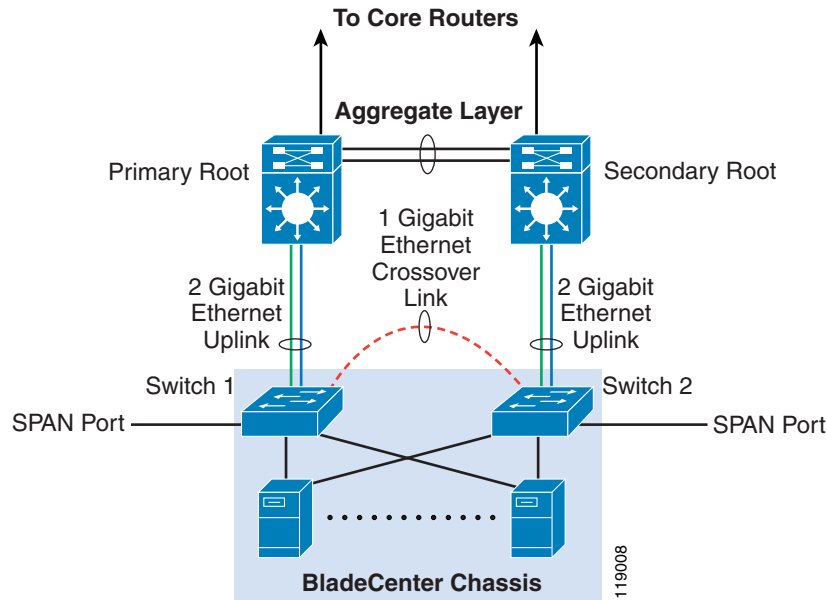 To Core Routers
Aggregate Layer
Primary Root
Secondary Root
1 Gigabit
Ethernet
Crossover
Link
2 Gigabit
Ethernet
Uplink
2 Gigabit
Ethernet
Uplink
Switch 1
Switch 2
SPAN Port
SPAN Port
BladeCenter Chassis
119008